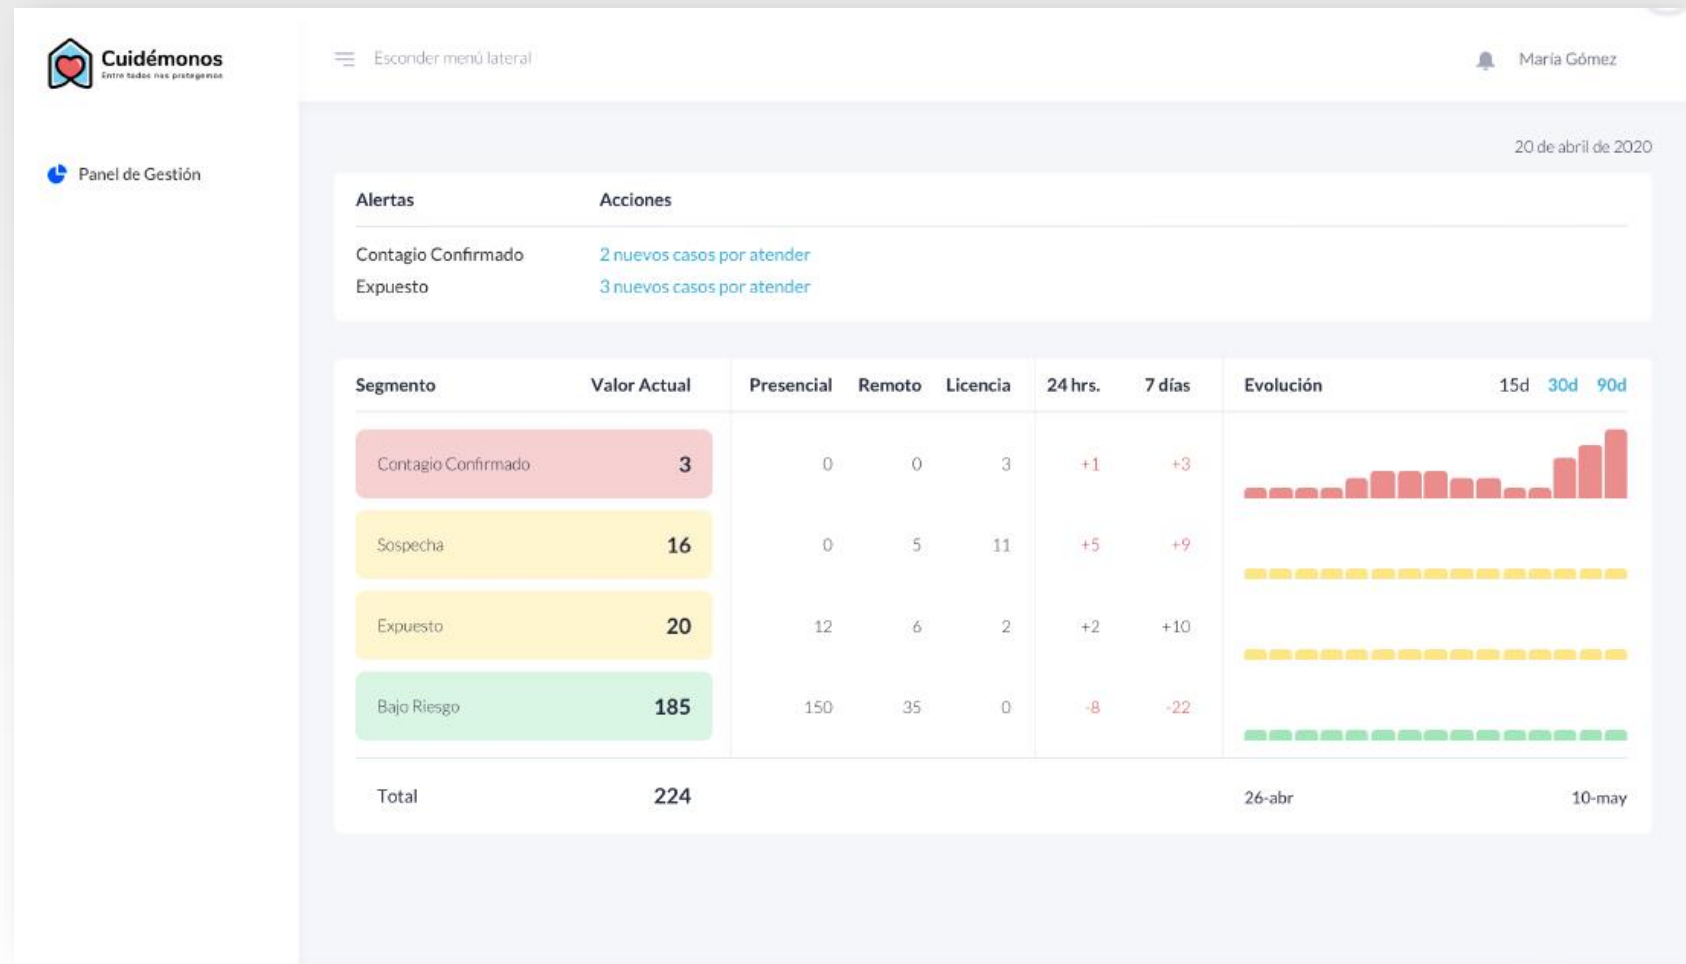 Cuidémonos
Entre todos nos protegemos
Esconder menú lateral
María Gómez
Panel de Gestión
20 de abril de 2020
Alertas Acciones
Contagio Confirmado 2 nuevos casos por atender
Expuesto 3 nuevos casos por atender
Segmento Valor Actual Presencial Remoto Licencia 24 hrs. 7 días Evolución 15d 30d 90d
Contagio Confirmado 3 0 0 3 +1 +3
Sospecha 16 0 5 11 +5 +9
Expuesto 20 12 6 2 +2 +10
Bajo Riesgo 185 150 35 0 -8 -22
Total 224 26-abr 10-may